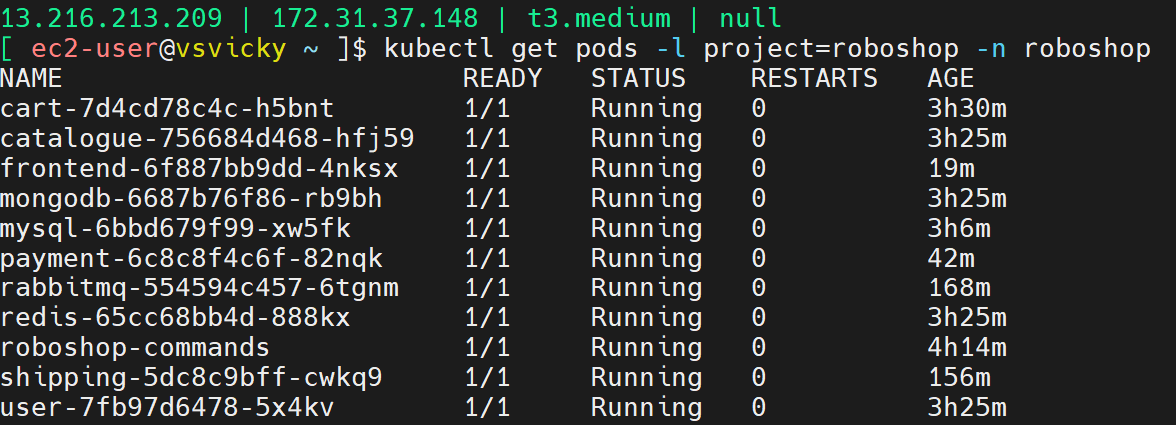 13.216.213.209 | 172.31.37.148 | t3.medium | null
[ ec2-user@vsvicky ~ ]$ kubectl get pods -l project=roboshop -n roboshop
NAME                         READY   STATUS    RESTARTS   AGE
cart-7d4cd78c4c-h5bnt        1/1     Running   0          3h30m
catalogue-756684d468-hfj59   1/1     Running   0          3h25m
frontend-6f887bb9dd-4nksx    1/1     Running   0          19m
mongodb-6687b76f86-rb9bh     1/1     Running   0          3h25m
mysql-6bbd679f99-xw5fk       1/1     Running   0          3h6m
payment-6c8c8f4c6f-82nqk     1/1     Running   0          42m
rabbitmq-554594c457-6tgnm    1/1     Running   0          168m
redis-65cc68bb4d-888kx       1/1     Running   0          3h25m
roboshop-commands            1/1     Running   0          4h14m
shipping-5dc8c9bff-cwkq9     1/1     Running   0          156m
user-7fb97d6478-5x4kv        1/1     Running   0          3h25m